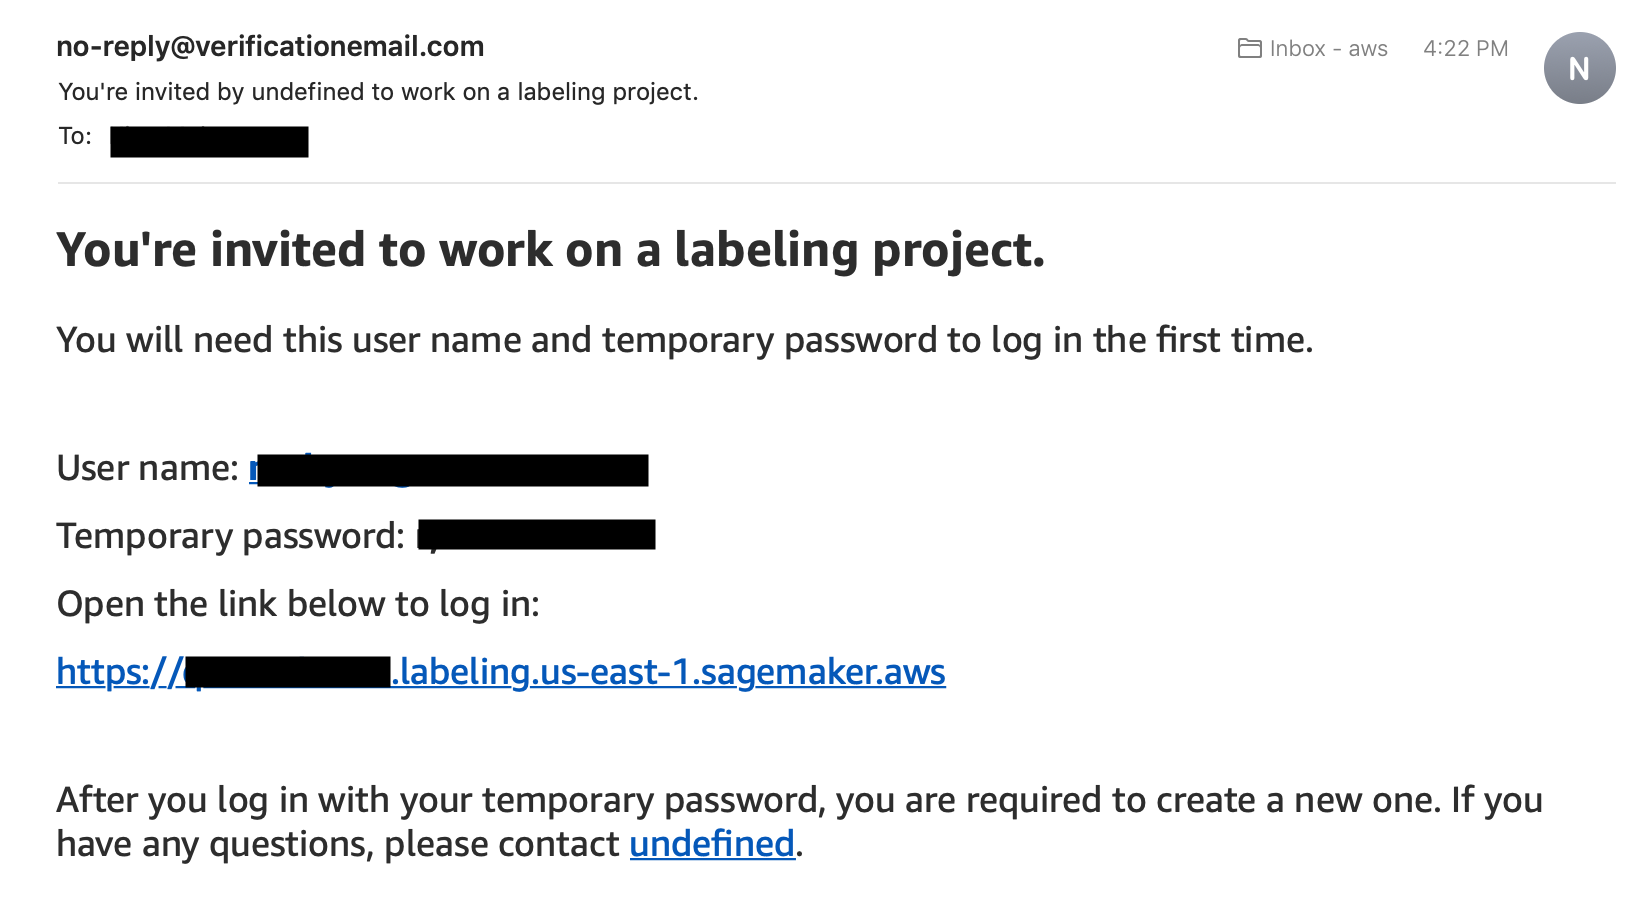 no-reply@verificationemail.com
Inbox - aws 4:22 PM
N
You're invited by undefined to work on a labeling project.
To:
You're invited to work on a labeling project.
You will need this user name and temporary password to log in the first time.
User name:
Temporary password:
Open the link below to log in:
https:// .labeling.us-east-1.sagemaker.aws
After you log in with your temporary password, you are required to create a new one. If you
have any questions, please contact undefined.